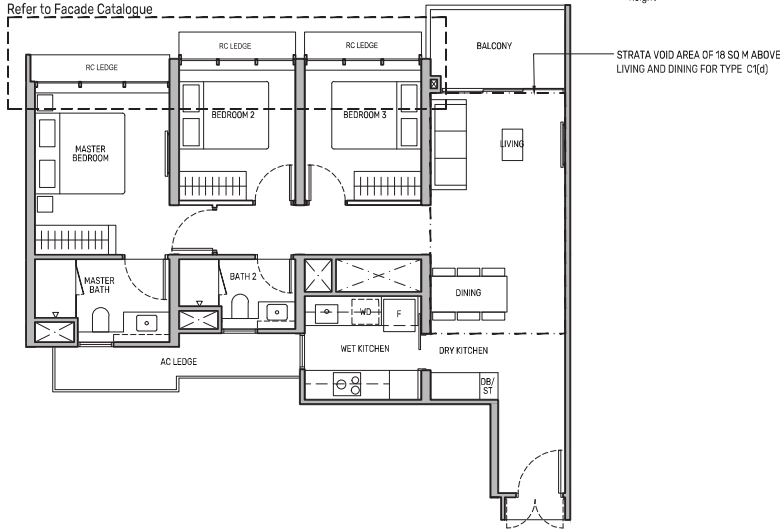 height
Refer to Facade Catalogue
RC LEDGE
RC LEDGE
RC LEDGE
BALCONY
STRATA VOID AREA OF 18 SQ M ABOVE
LIVING AND DINING FOR TYPE C1(d)
MASTER
BEDROOM
BEDROOM 2
BEDROOM 3
LIVING
MASTER
BATH
BATH 2
DINING
WD
F
WET KITCHEN
DRY KITCHEN
AC LEDGE
DB/
ST